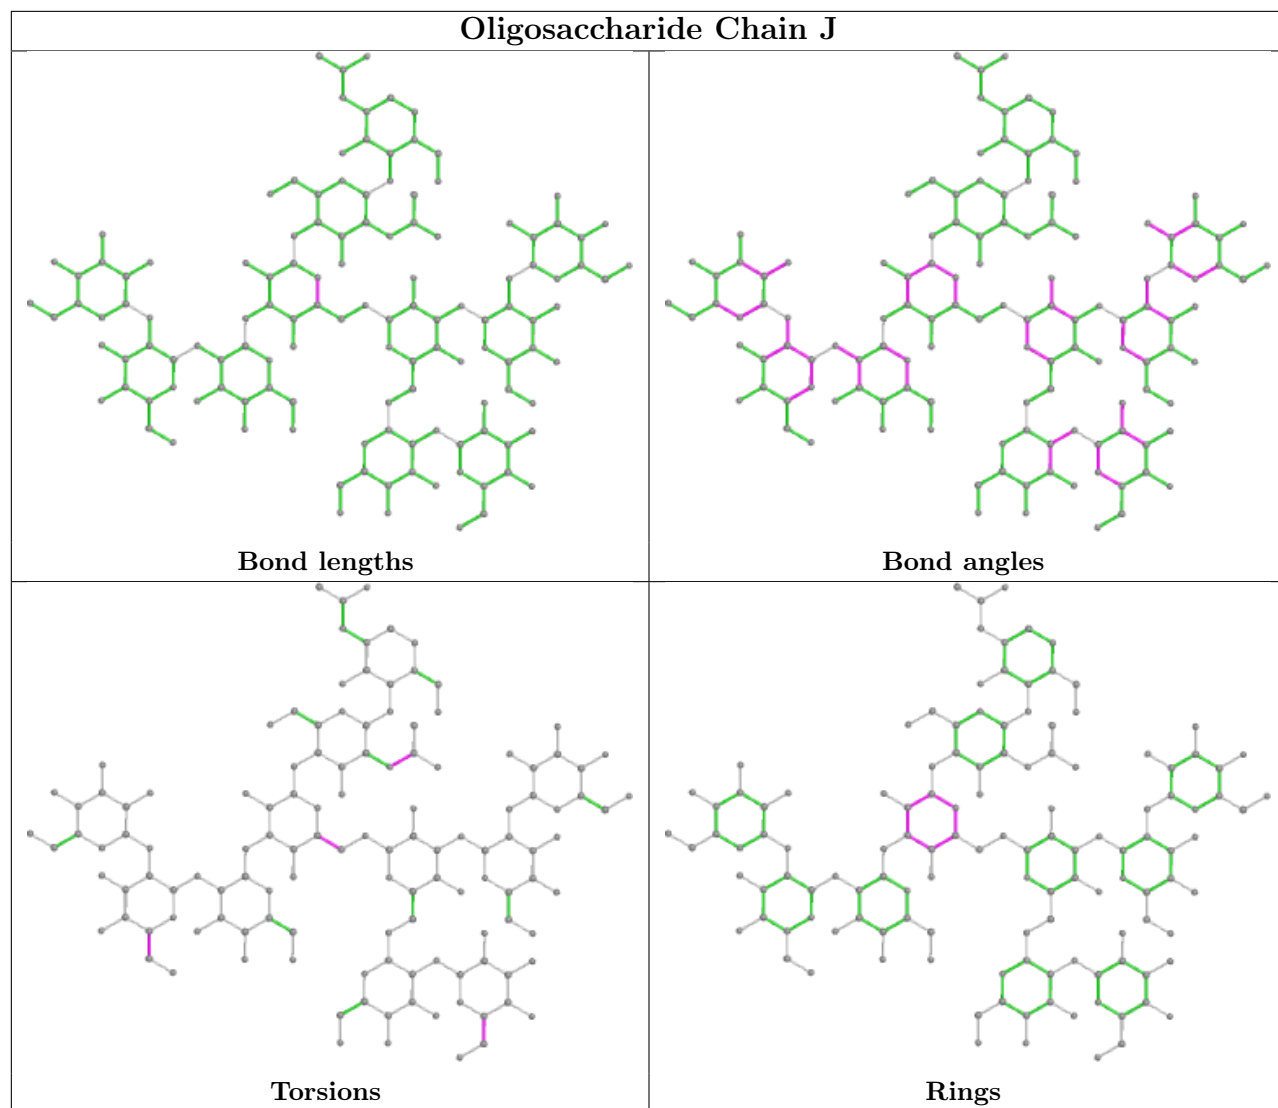 Oligosaccharide Chain J
Bond lengths
Bond angles
Torsions
Rings